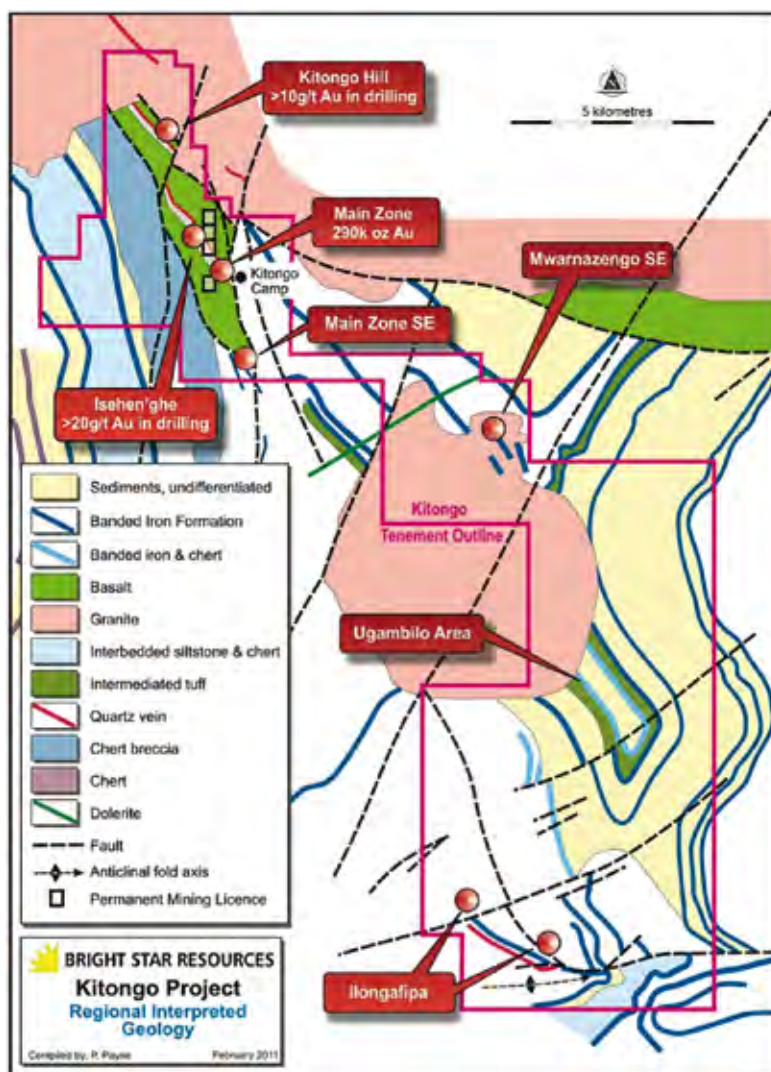 Kitongo Hill
>10g/t Au in drilling
5 kilometres
Main Zone
290k oz Au
Mwarnazengo SE
Kitongo
Camp
Main Zone SE
Isehen'ghe
>20g/t Au in drilling
Kitongo
Tenement Outline
Ugambilo Area
Sediments, undifferentiated
Banded Iron Formation
Banded iron & chert
Basalt
Granite
Interbedded siltstone & chert
Intermediated tuff
Quartz vein
Chert breccia
Chert
Dolerite
Fault
Anticlinal fold axis
Permanent Mining Licence
Ilongafipa
BRIGHT STAR RESOURCES
Kitongo Project
Regional Interpreted
Geology
Compiled by, P. Payne February 2011